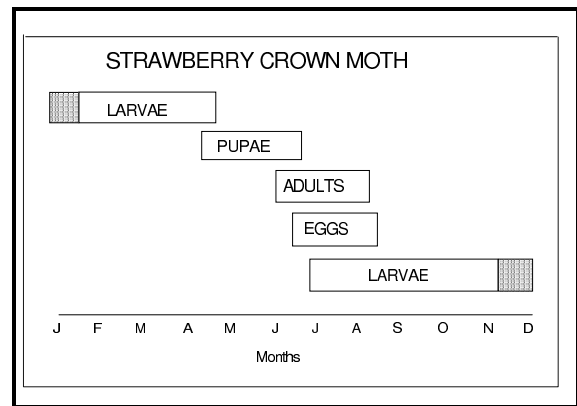 STRAWBERRY CROWN MOTH
LARVAE
PUPAE
ADULTS
EGGS
LARVAE
J F M A M J J A S O N D
Months